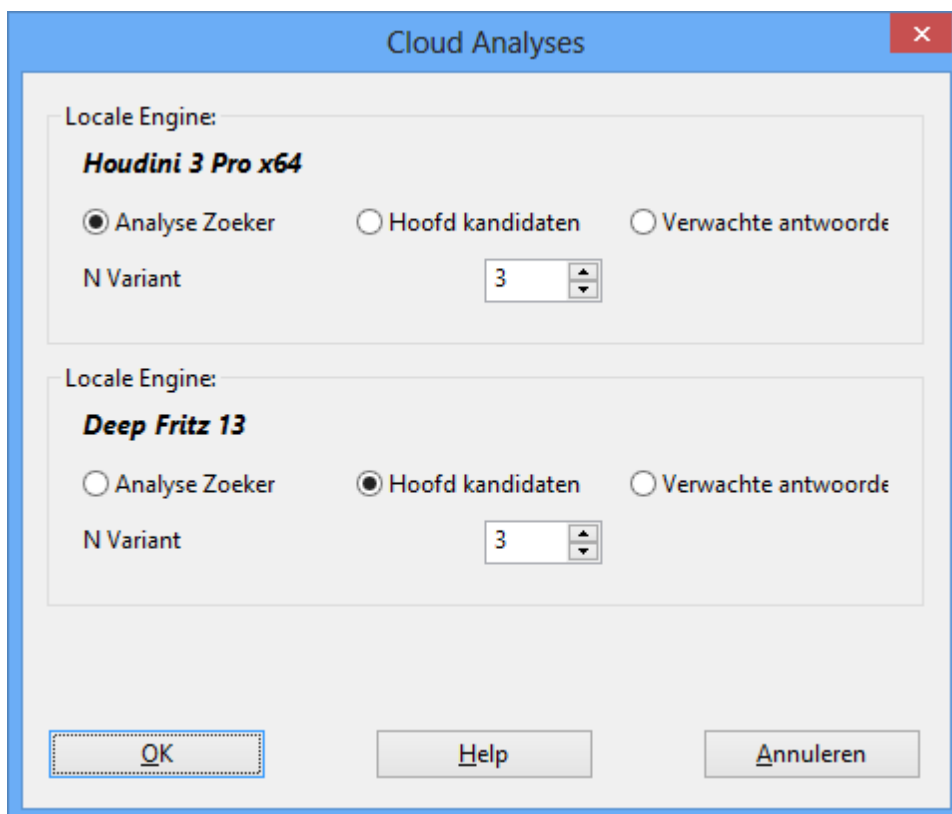 Cloud Analyses
Locale Engine:
Houdini 3 Pro x64
Analyse Zoeker Hoofd kandidaten Verwachte antwoorde
N Variant 3
Locale Engine:
Deep Fritz 13
Analyse Zoeker Hoofd kandidaten Verwachte antwoorde
N Variant 3
OK Help Annuleren